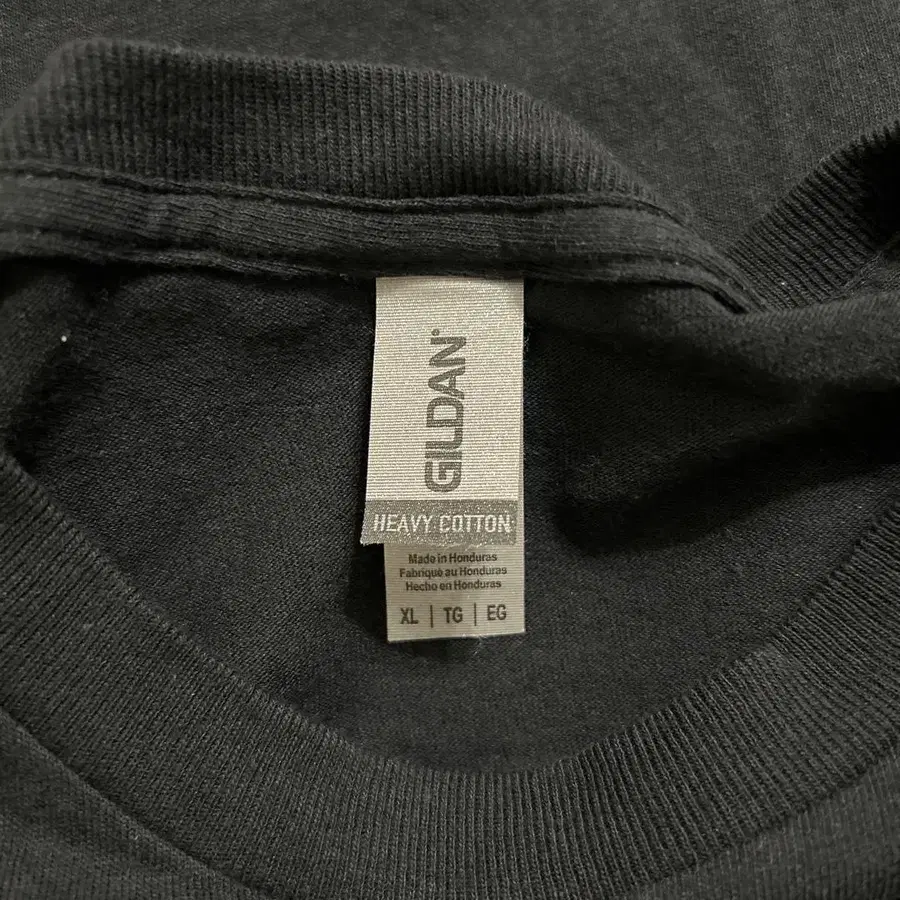 GILDAN®
HEAVY COTTON
Made in Honduras
Fabriqué au Honduras
Hecho en Honduras
XL | TG | EG